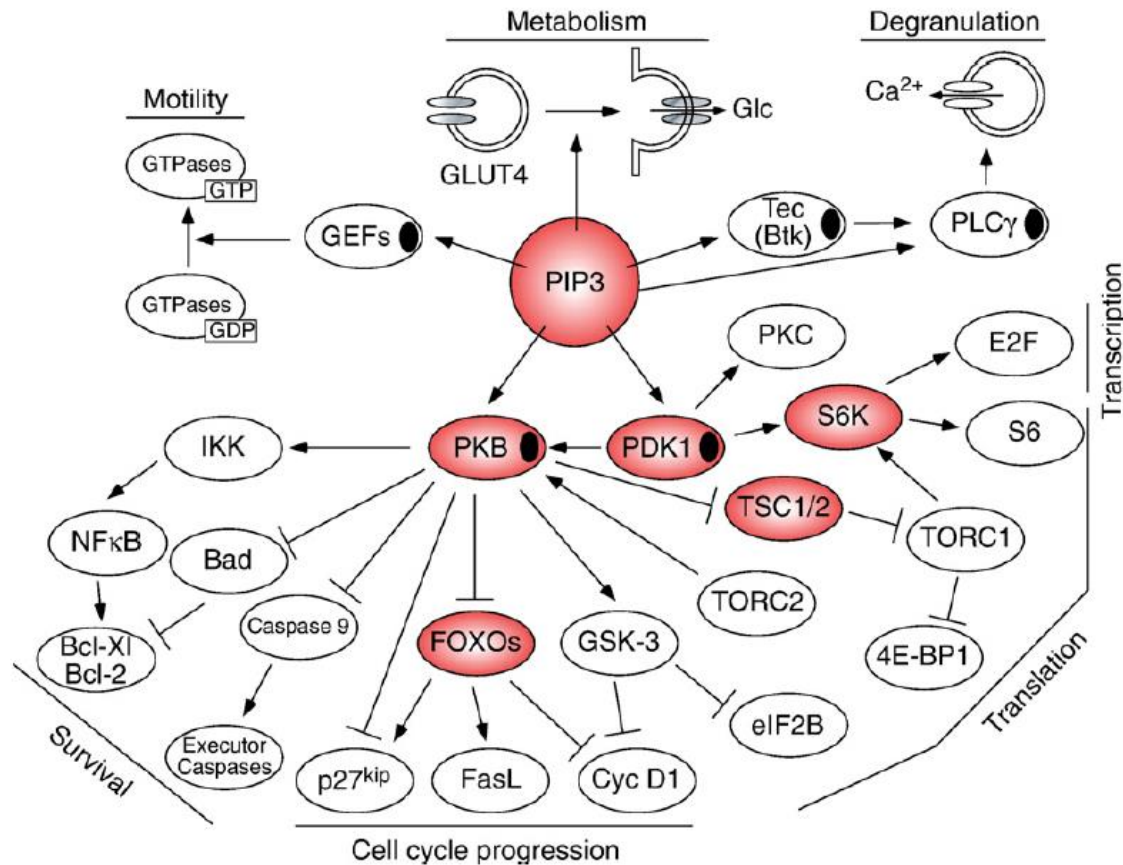 Metabolism
Degranulation
Motility
Ca2+
Glc
GLUT4
GTPases
GTP
GEFs
Tec
(Btk)
PLCγ
PIP3
GTPases
GDP
PKC
E2F
Transcription
S6K
S6
IKK
PKB
PDK1
TSC1/2
TORC1
NFκB
Bad
Caspase 9
FOXOs
GSK-3
TORC2
Bcl-Xl
Bcl-2
4E-BP1
Translation
eIF2B
Survival
Executor
Caspases
p27kip
FasL
Cyc D1
Cell cycle progression